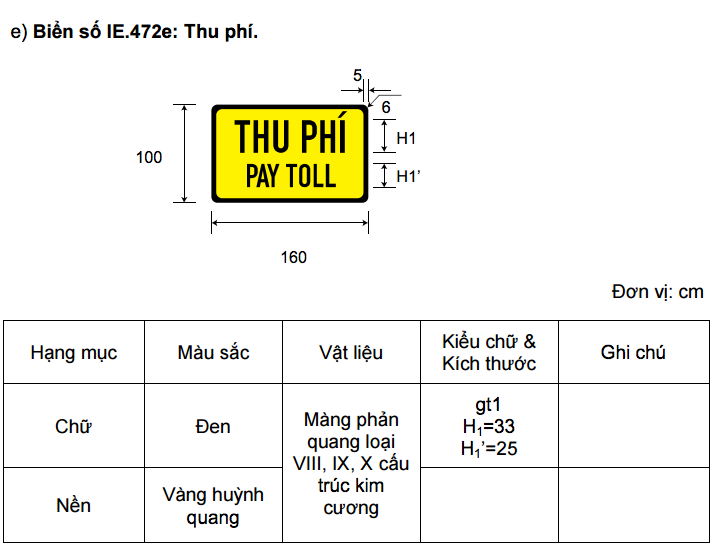 e) Biển số IE.472e: Thu phí.
5
6
THU PHÍ
H1
100
PAY TOLL
H1’
160
Đơn vị: cm
Hạng mục
Màu sắc
Vật liệu
Kiểu chữ &
Kích thước
Ghi chú
Chữ
Đen
Màng phản
quang loại
VIII, IX, X cấu
trúc kim
cương
gt1
H₁=33
H₁’=25
Nền
Vàng huỳnh
quang